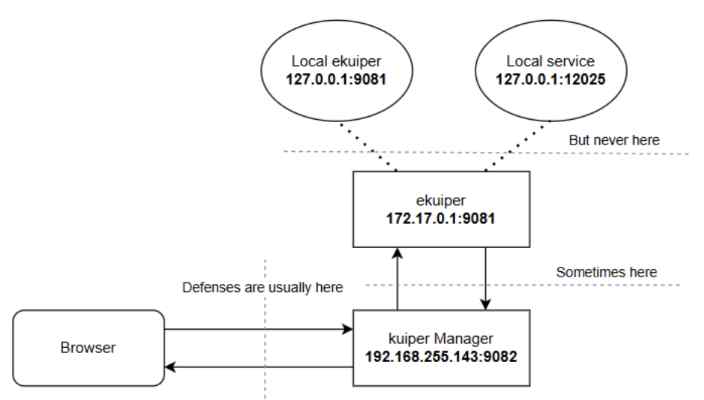 Local ekuiper
127.0.0.1:9081
Local service
127.0.0.1:12025
But never here
ekuiper
172.17.0.1:9081
Sometimes here
Defenses are usually here
Browser
kuiper Manager
192.168.255.143:9082